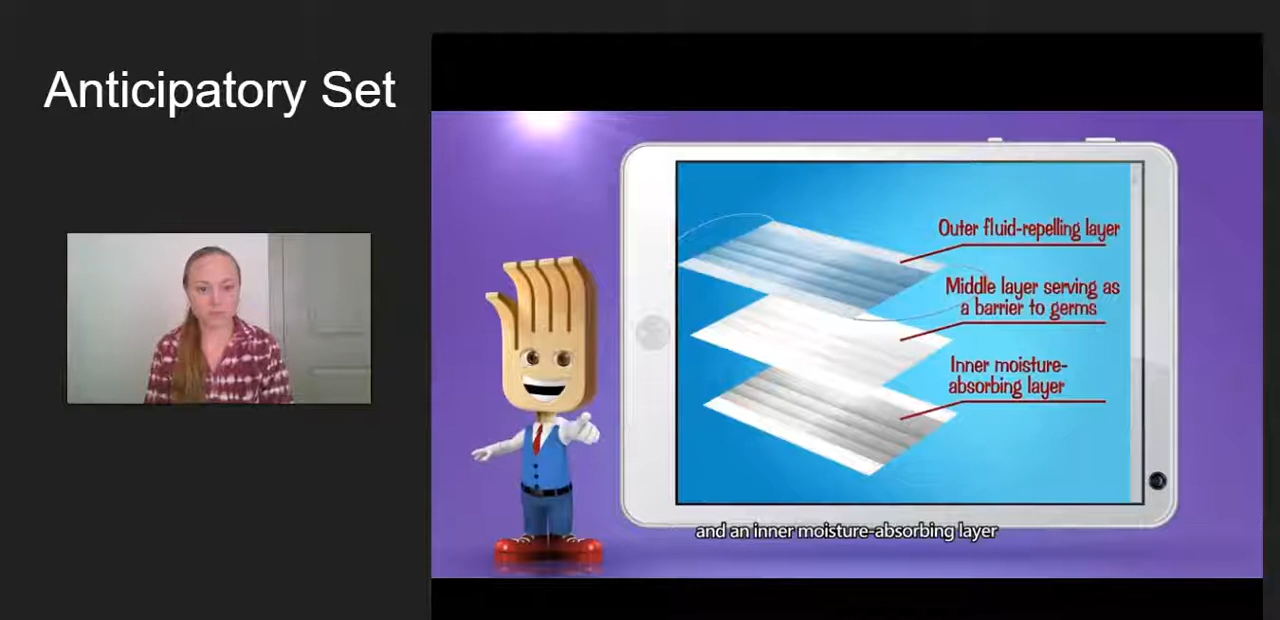 Anticipatory Set
Outer fluid-repelling layer
Middle layer serving as
a barrier to germs
Inner moisture-
absorbing layer
and an inner moisture-absorbing layer